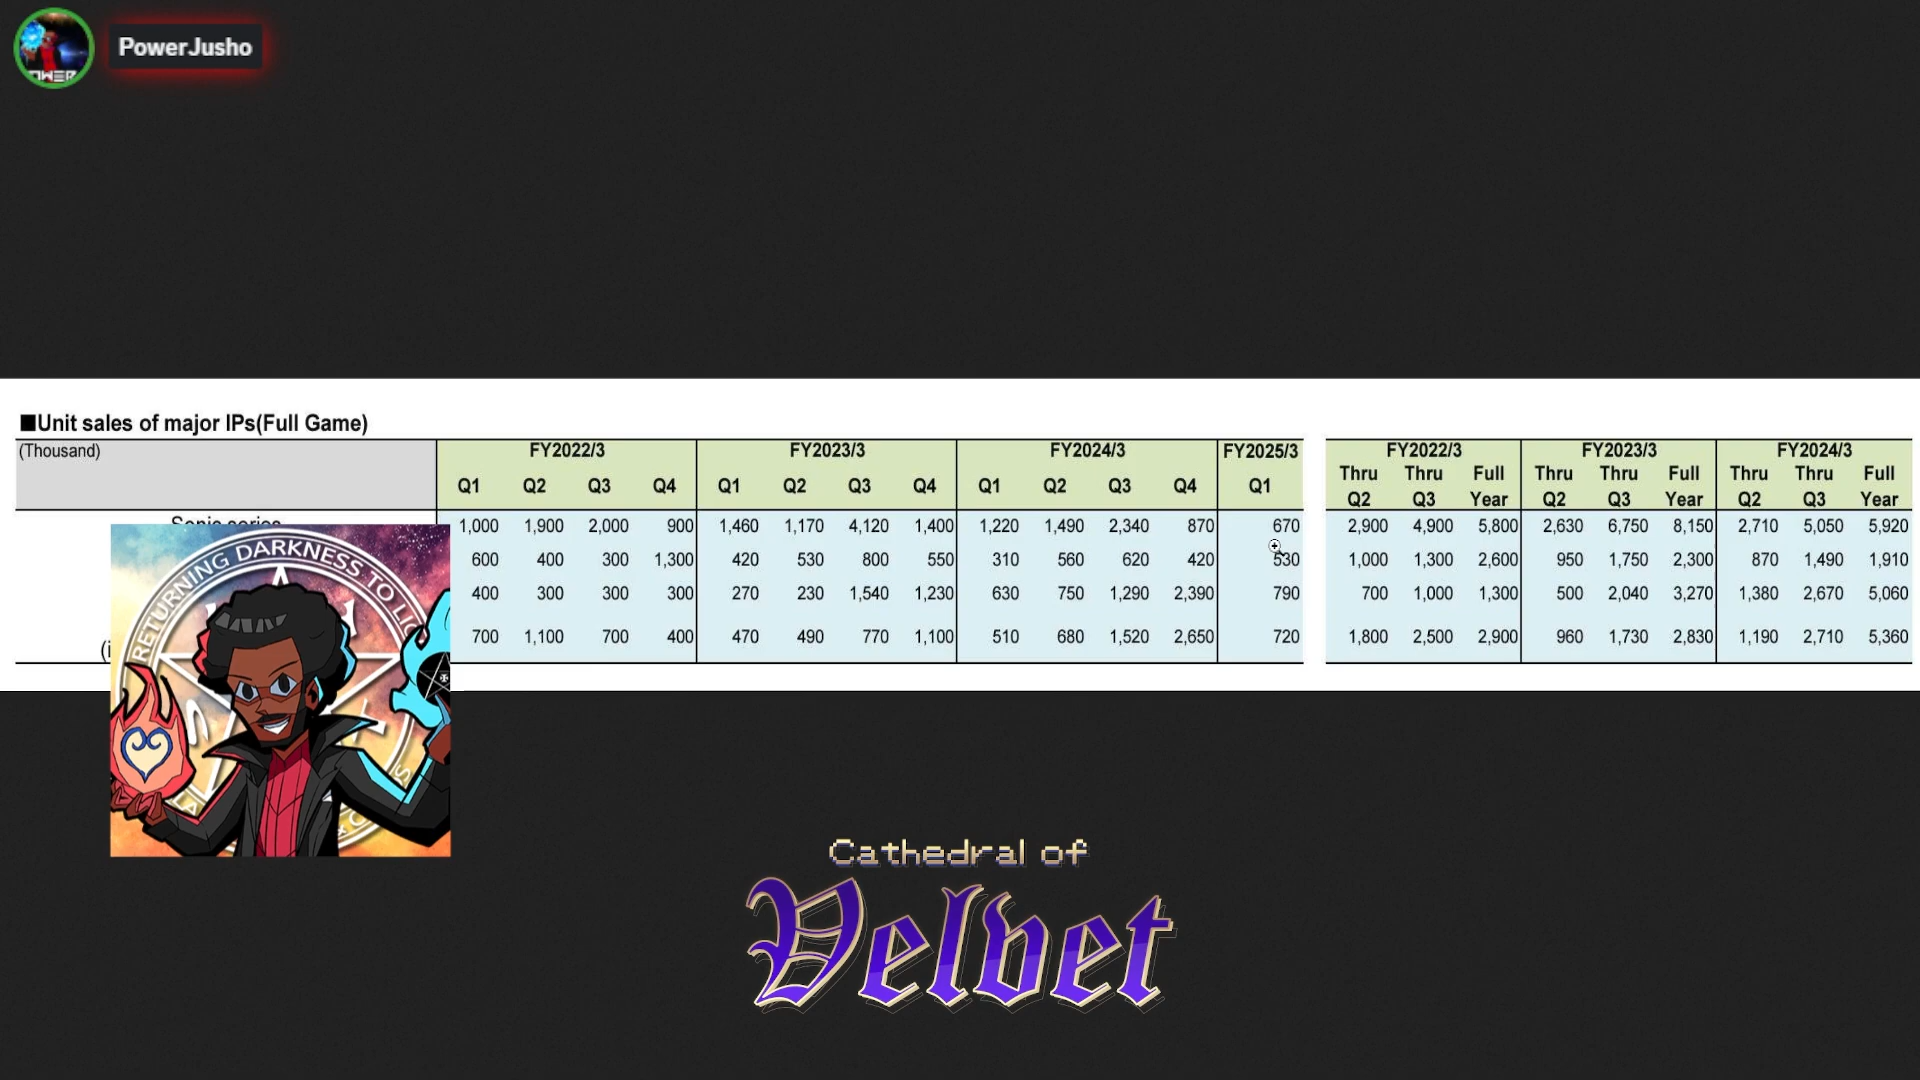 PowerJusho
OWER
■Unit sales of major IPs(Full Game)
(Thousand) FY2022/3 FY2023/3 FY2024/3 FY2025/3 FY2022/3 FY2023/3 FY2024/3
Q1 Q2 Q3 Q4 Q1 Q2 Q3 Q4 Q1 Q2 Q3 Q4 Q1 Thru Q2 Thru Q3 Full Year Thru Q2 Thru Q3 Full Year Thru Q2 Thru Q3 Full Year
Sonic series 1,000 1,900 2,000 900 1,460 1,170 4,120 1,400 1,220 1,490 2,340 870 670 2,900 4,900 5,800 2,630 6,750 8,150 2,710 5,050 5,920
600 400 300 1,300 420 530 800 550 310 560 620 420 530 1,000 1,300 2,600 950 1,750 2,300 870 1,490 1,910
400 300 300 300 270 230 1,540 1,230 630 750 1,290 2,390 790 700 1,000 1,300 500 2,040 3,270 1,380 2,670 5,060
(i 700 1,100 700 400 470 490 770 1,100 510 680 1,520 2,650 720 1,800 2,500 2,900 960 1,730 2,830 1,190 2,710 5,360
RETURNING DARKNESS TO LIG
Cathedral of
Velvet